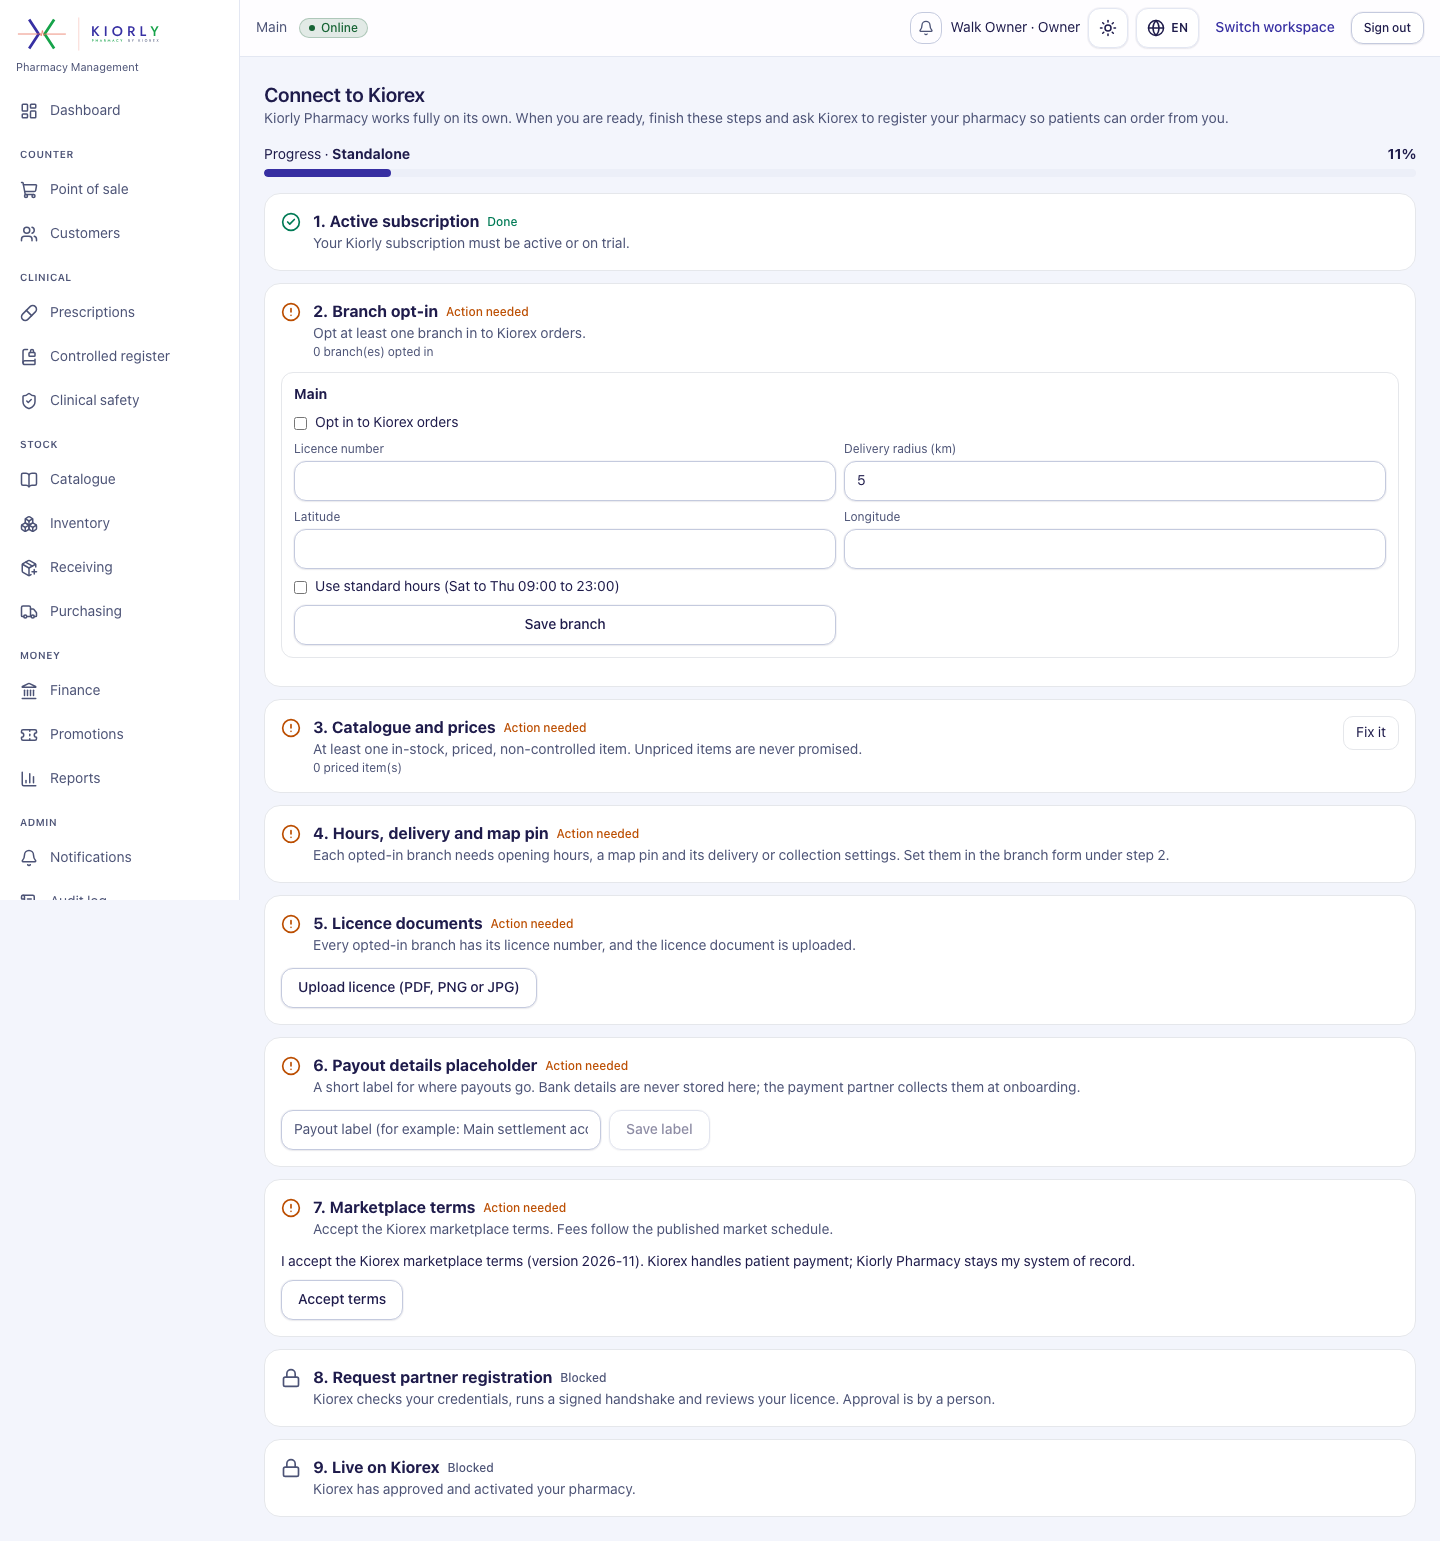 KIORLY
PHARMACY BY KIOREX
Pharmacy Management
Dashboard
COUNTER
Point of sale
Customers
CLINICAL
Prescriptions
Controlled register
Clinical safety
STOCK
Catalogue
Inventory
Receiving
Purchasing
MONEY
Finance
Promotions
Reports
ADMIN
Notifications
Audit log
Main
Online
Walk Owner · Owner
EN
Switch workspace
Sign out
Connect to Kiorex
Kiorly Pharmacy works fully on its own. When you are ready, finish these steps and ask Kiorex to register your pharmacy so patients can order from you.
Progress · Standalone
11%
1. Active subscription Done
Your Kiorly subscription must be active or on trial.
2. Branch opt-in Action needed
Opt at least one branch in to Kiorex orders.
0 branch(es) opted in
Main
Opt in to Kiorex orders
Licence number
Delivery radius (km)
5
Latitude
Longitude
Use standard hours (Sat to Thu 09:00 to 23:00)
Save branch
3. Catalogue and prices Action needed
At least one in-stock, priced, non-controlled item. Unpriced items are never promised.
0 priced item(s)
Fix it
4. Hours, delivery and map pin Action needed
Each opted-in branch needs opening hours, a map pin and its delivery or collection settings. Set them in the branch form under step 2.
5. Licence documents Action needed
Every opted-in branch has its licence number, and the licence document is uploaded.
Upload licence (PDF, PNG or JPG)
6. Payout details placeholder Action needed
A short label for where payouts go. Bank details are never stored here; the payment partner collects them at onboarding.
Payout label (for example: Main settlement acc
Save label
7. Marketplace terms Action needed
Accept the Kiorex marketplace terms. Fees follow the published market schedule.
I accept the Kiorex marketplace terms (version 2026-11). Kiorex handles patient payment; Kiorly Pharmacy stays my system of record.
Accept terms
8. Request partner registration Blocked
Kiorex checks your credentials, runs a signed handshake and reviews your licence. Approval is by a person.
9. Live on Kiorex Blocked
Kiorex has approved and activated your pharmacy.